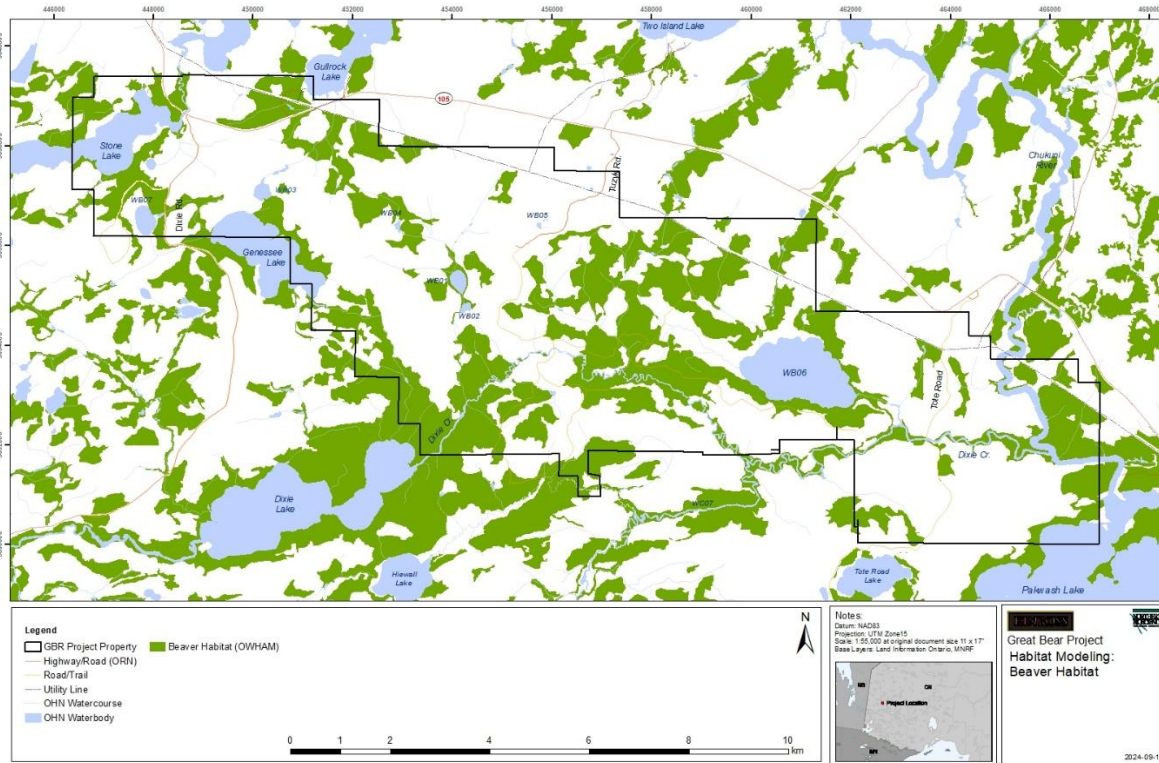 446000 448000 450000 452000 454000 456000 458000 460000 462000 464000 466000
Two Island Lake
Gullrock
Lake
105
Stone
Lake
Chukuni
River
Tuzyk Rd.
WB03
WB07
Dixie Rd.
WB04
WB05
Genessee
Lake
WB01
WB02
WB06
Tote Road
Dixie Cr.
Dixie Cr.
Dixie
Lake
WC07
Tote Road
Lake
Pakwash Lake
Legend
GBR Project Property
Beaver Habitat (OWHAM)
Highway/Road (ORN)
Road/Trail
Utility Line
OHN Watercourse
OHN Waterbody
N
0 1 2 4 6 8 10
km
Notes:
Datum: NAD83
Projection: UTM Zone15
Scale: 1:55,000 at original document size 11 x 17"
Base Layers: Land Information Ontario, MNRF
MB
ON
Project Location
KINROSS
Great Bear Project
Habitat Modeling:
Beaver Habitat